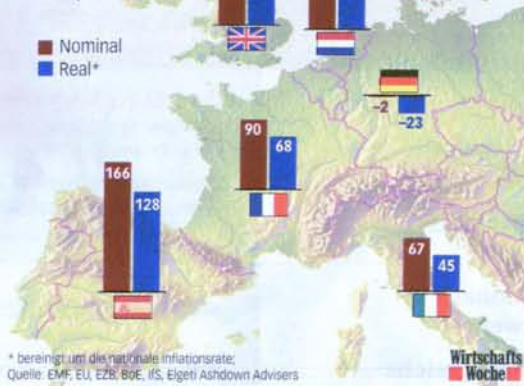 Nominal
Real*
-2
-23
90
68
166
128
67
45
* bereinigt um die nationale Inflationsrate;
Quelle: EMF, EU, EZB, BoE, IfS, Elgeti Ashdown Advisers
Wirtschafts
Woche